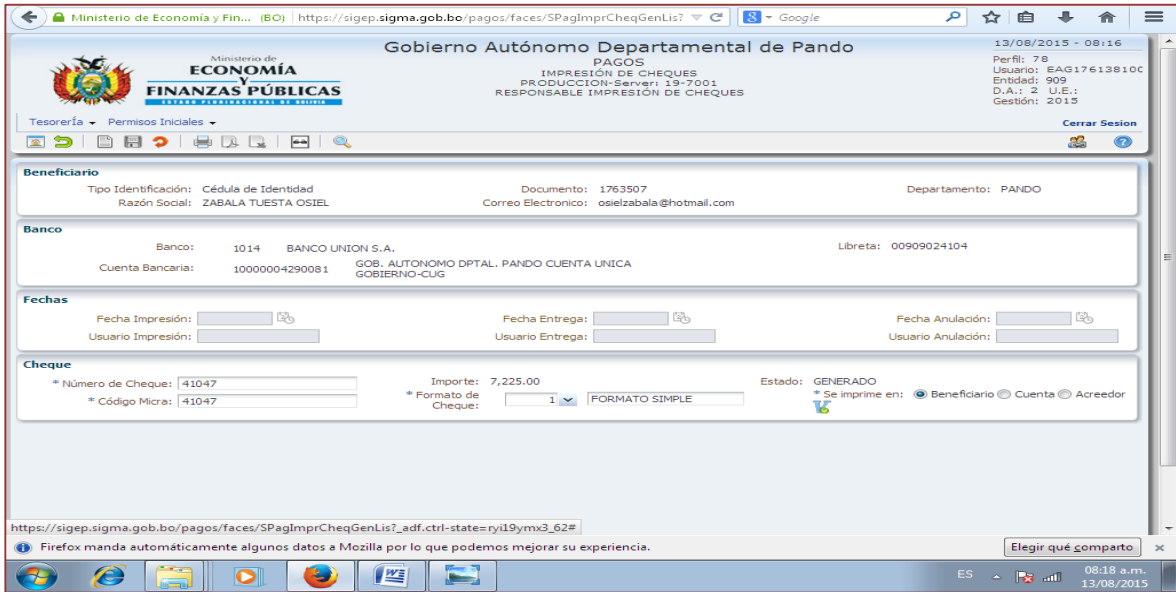 Ministerio de Economía y Fin... (BO) https://sigep.sigma.gob.bo/pagos/faces/SPagImprCheqGenLis? Google
Ministerio de
ECONOMÍA
Y
FINANZAS PÚBLICAS
ESTADO PLURINACIONAL DE BOLIVIA
Gobierno Autónomo Departamental de Pando
PAGOS
IMPRESIÓN DE CHEQUES
PRODUCCION-Server: 19-7001
RESPONSABLE IMPRESIÓN DE CHEQUES
13/08/2015 - 08:16
Perfil: 78
Usuario: EAG17613810C
Entidad: 909
D.A.: 2 U.E.:
Gestión: 2015
Tesorería Permisos Iniciales Cerrar Sesion
Beneficiario
Tipo Identificación: Cédula de Identidad Documento: 1763507 Departamento: PANDO
Razón Social: ZABALA TUESTA OSIEL Correo Electronico: osielzabala@hotmail.com
Banco
Banco: 1014 BANCO UNION S.A. Libreta: 00909024104
Cuenta Bancaria: 10000004290081 GOB. AUTONOMO DPTAL. PANDO CUENTA UNICA
GOBIERNO-CUG
Fechas
Fecha Impresión: Fecha Entrega: Fecha Anulación:
Usuario Impresión: Usuario Entrega: Usuario Anulación:
Cheque
* Número de Cheque: 41047 Importe: 7,225.00 Estado: GENERADO
* Código Micra: 41047 * Formato de Cheque: 1 FORMATO SIMPLE * Se imprime en: Beneficiario Cuenta Acreedor
https://sigep.sigma.gob.bo/pagos/faces/SPagImprCheqGenLis?_adf.ctrl-state=ryi19ymx3_62#
Firefox manda automáticamente algunos datos a Mozilla por lo que podemos mejorar su experiencia. Elegir qué comparto
ES 08:18 a.m.
13/08/2015